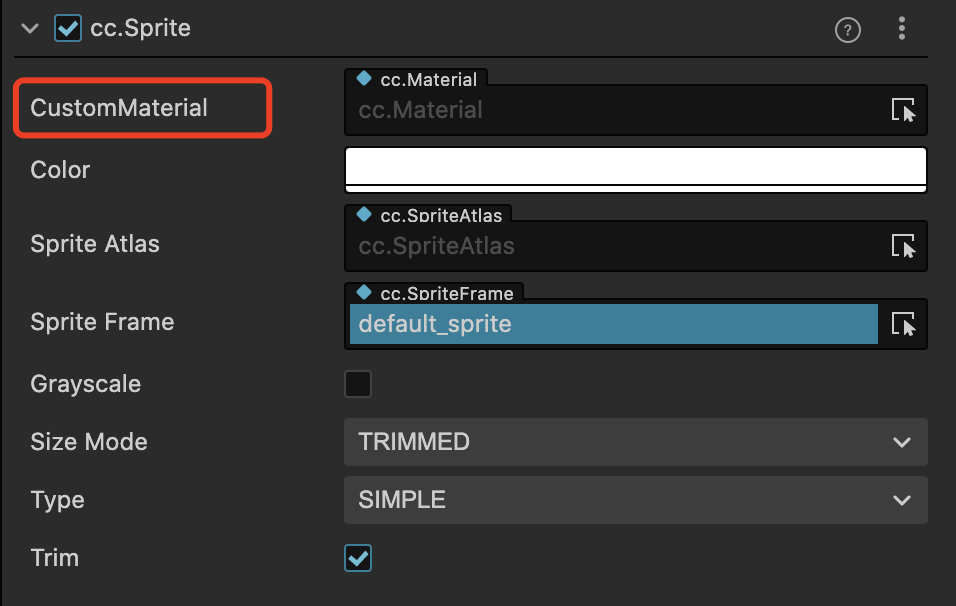 cc.Sprite
?
CustomMaterial
cc.Material
cc.Material
Color
cc.SpriteAtlas
Sprite Atlas
cc.SpriteAtlas
cc.SpriteFrame
Sprite Frame
default_sprite
Grayscale
Size Mode
TRIMMED
Type
SIMPLE
Trim